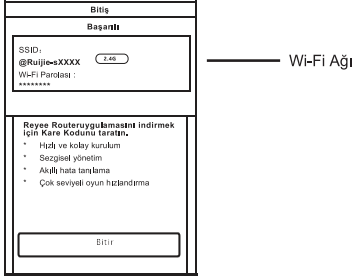 Bitiş
Başarılı
SSID:
@Ruijie-sXXXX 2.4G
Wi-Fi Parolası :
********
Wi-Fi Ağı
Reyee Routeruygulamasını indirmek
için Kare Kodunu taratın.
* Hızlı ve kolay kurulum
* Sezgisel yönetim
* Akıllı hata tanılama
* Çok seviyeli oyun hızlandırma
Bitir